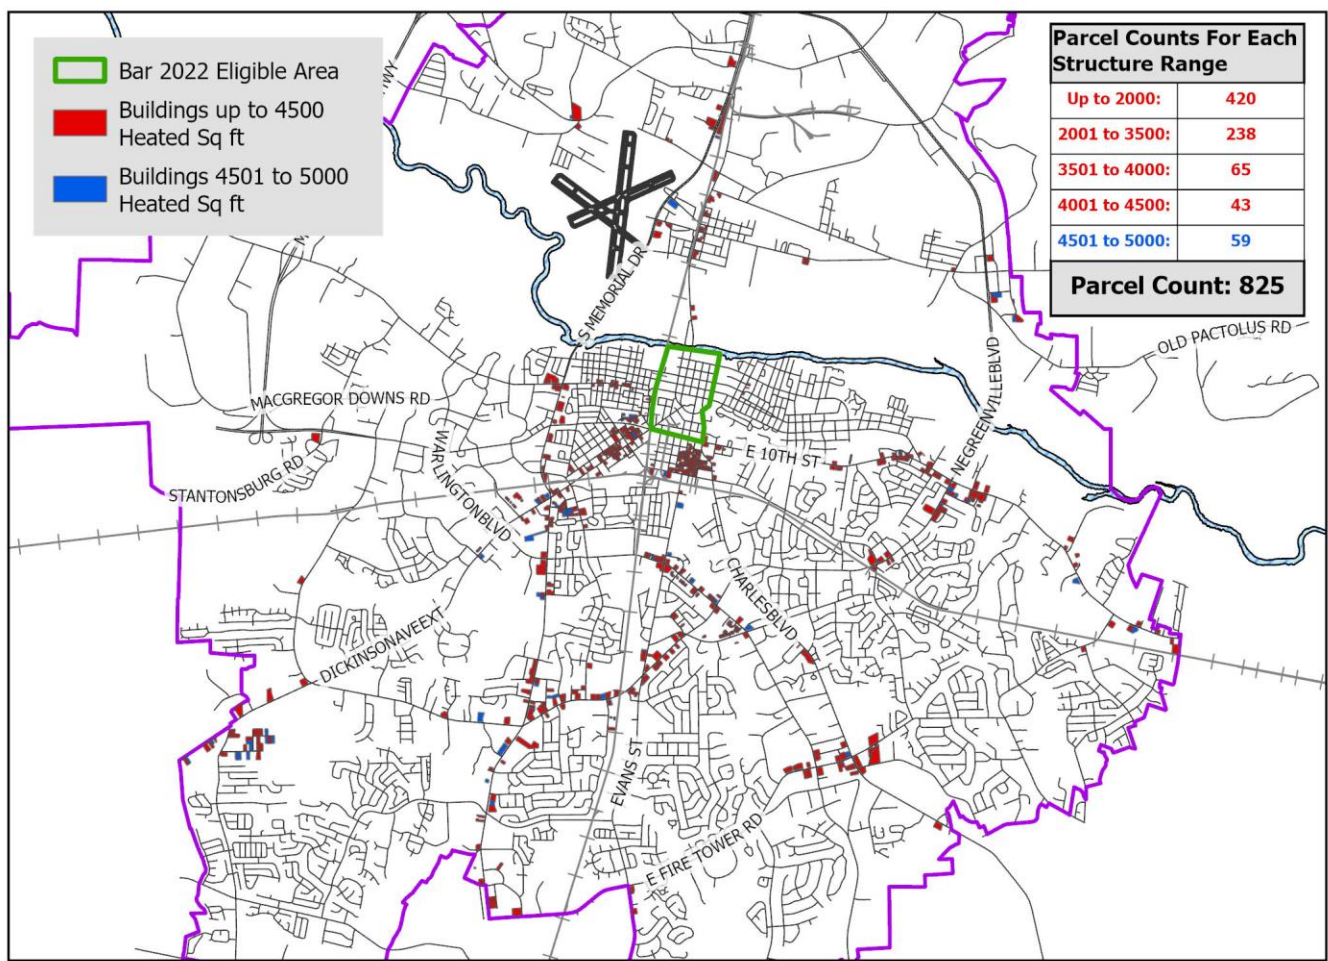 Bar 2022 Eligible Area
Buildings up to 4500
Heated Sq ft
Buildings 4501 to 5000
Heated Sq ft
Parcel Counts For Each
Structure Range
Up to 2000: 420
2001 to 3500: 238
3501 to 4000: 65
4001 to 4500: 43
4501 to 5000: 59
Parcel Count: 825
HWY
S MEMORIAL DR
OLD PACTOLUS RD
MACGREGOR DOWNS RD
W ARLINGTONBLVD
STANTONSBURG RD
E 10TH ST
NEGREENVILLEBLVD
CHARLESBLVD
DICKINSONAVEEXT
EVANS ST
E FIRE TOWER RD